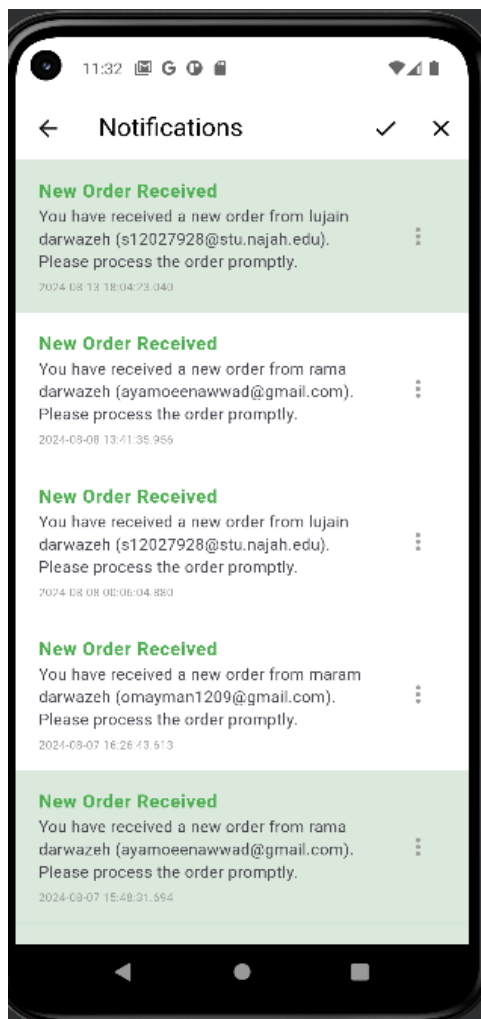 11:32
Notifications
New Order Received
You have received a new order from lujain
darwazeh (s12027928@stu.najah.edu).
Please process the order promptly.
2024-08-13 18:04:23.040
New Order Received
You have received a new order from rama
darwazeh (ayamoeenawwad@gmail.com).
Please process the order promptly.
2024-08-08 13:41:35.956
New Order Received
You have received a new order from lujain
darwazeh (s12027928@stu.najah.edu).
Please process the order promptly.
2024-08-08 00:06:04.880
New Order Received
You have received a new order from maram
darwazeh (omayman1209@gmail.com).
Please process the order promptly.
2024-08-07 16:26:43.613
New Order Received
You have received a new order from rama
darwazeh (ayamoeenawwad@gmail.com).
Please process the order promptly.
2024-08-07 15:48:31.694